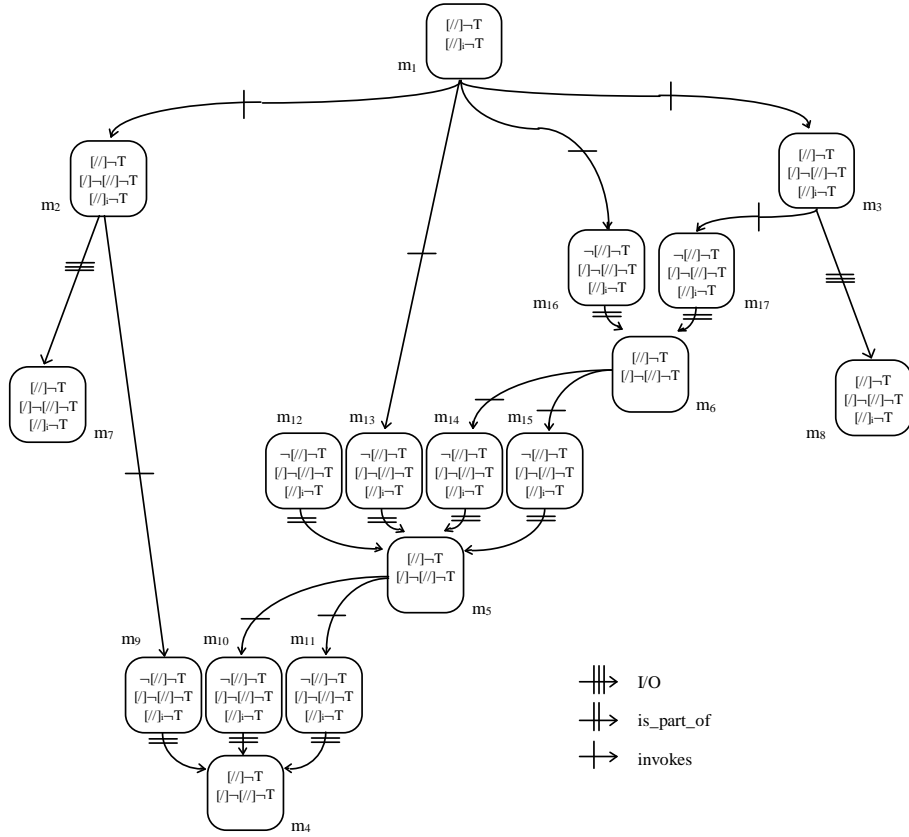 [//]¬T
[//]ᵢ¬T
m₁
[//]¬T
[/]¬[//]¬T
[//]ᵢ¬T
m₂
[//]¬T
[/]¬[//]¬T
[//]ᵢ¬T
m₃
¬[//]¬T
[/]¬[//]¬T
[//]ᵢ¬T
m₁₆
¬[//]¬T
[/]¬[//]¬T
[//]ᵢ¬T
m₁₇
[//]¬T
[/]¬[//]¬T
m₆
[//]¬T
[/]¬[//]¬T
[//]ᵢ¬T
m₇
[//]¬T
[/]¬[//]¬T
[//]ᵢ¬T
m₈
m₁₂
¬[//]¬T
[/]¬[//]¬T
[//]ᵢ¬T
m₁₃
¬[//]¬T
[/]¬[//]¬T
[//]ᵢ¬T
m₁₄
¬[//]¬T
[/]¬[//]¬T
[//]ᵢ¬T
m₁₅
¬[//]¬T
[/]¬[//]¬T
[//]ᵢ¬T
[//]¬T
[/]¬[//]¬T
m₅
m₉
¬[//]¬T
[/]¬[//]¬T
[//]ᵢ¬T
m₁₀
¬[//]¬T
[/]¬[//]¬T
[//]ᵢ¬T
m₁₁
¬[//]¬T
[/]¬[//]¬T
[//]ᵢ¬T
[//]¬T
[/]¬[//]¬T
m₄
I/O
is_part_of
invokes